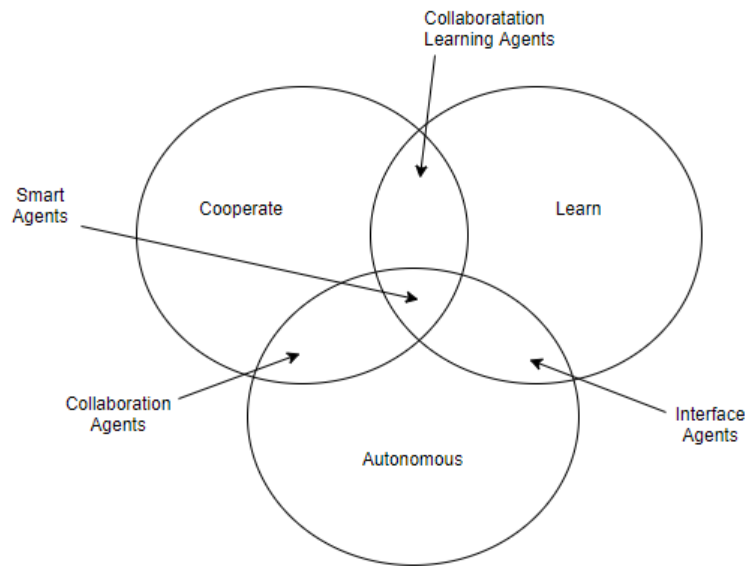 Collaboratation
Learning Agents
Smart
Agents
Cooperate
Learn
Collaboration
Agents
Interface
Agents
Autonomous